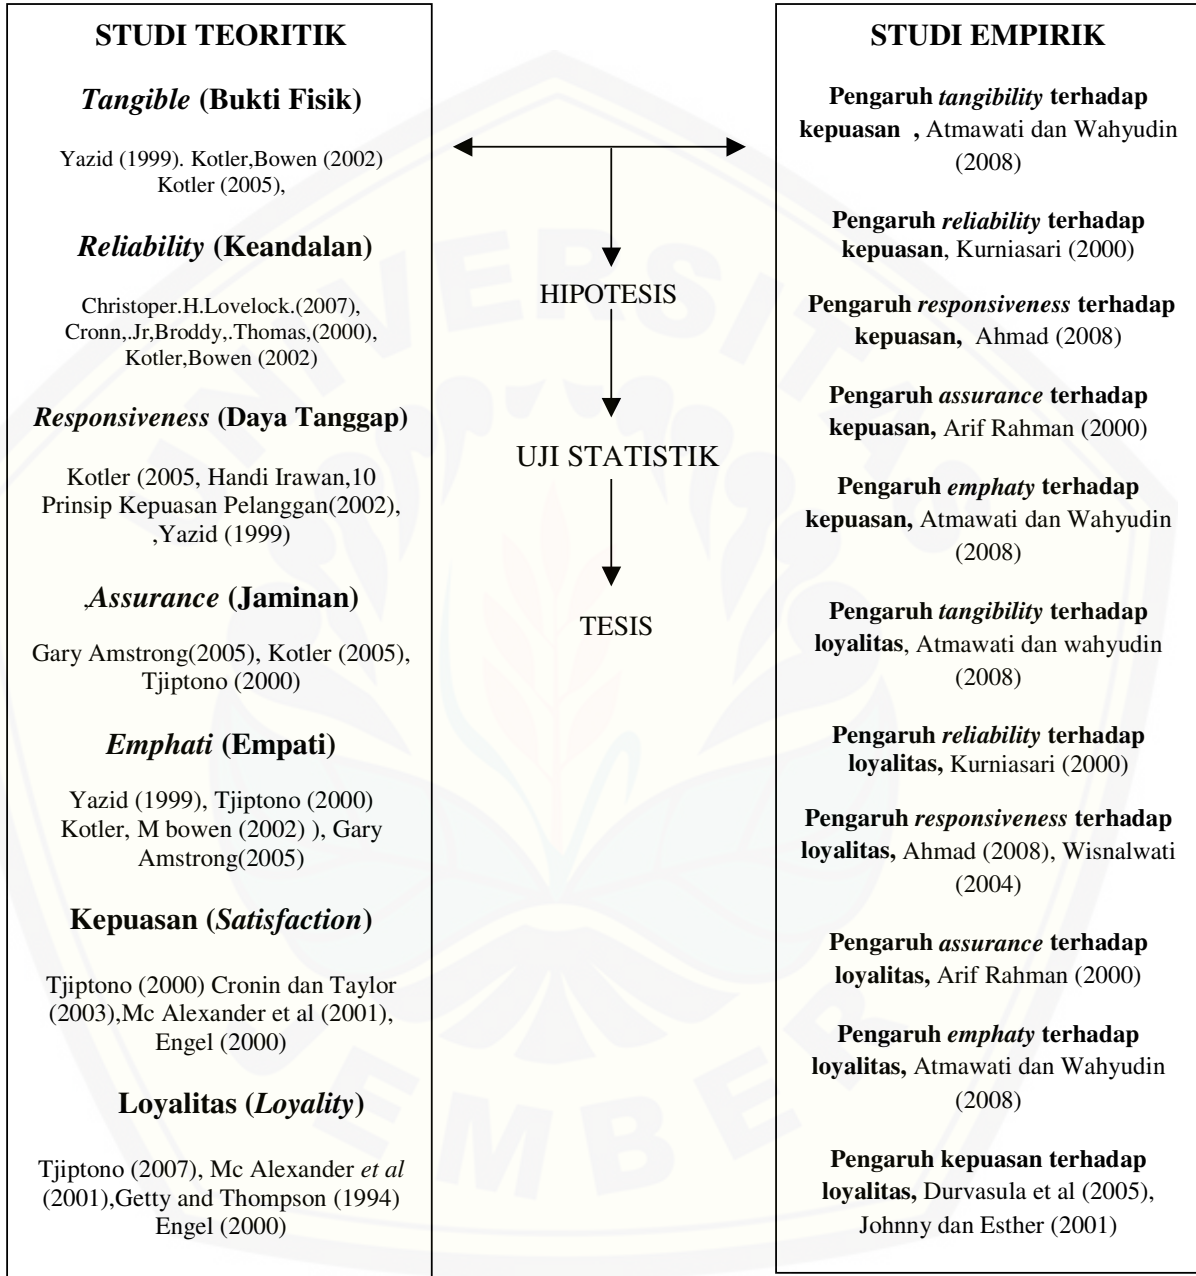 STUDI TEORITIK
Tangible (Bukti Fisik)
Yazid (1999). Kotler,Bowen (2002)
Kotler (2005),
Reliability (Keandalan)
Christoper.H.Lovelock.(2007),
Cronn,.Jr,Broddy,.Thomas,(2000),
Kotler,Bowen (2002)
Responsiveness (Daya Tanggap)
Kotler (2005, Handi Irawan,10
Prinsip Kepuasan Pelanggan(2002),
,Yazid (1999)
,Assurance (Jaminan)
Gary Amstrong(2005), Kotler (2005),
Tjiptono (2000)
Emphati (Empati)
Yazid (1999), Tjiptono (2000)
Kotler, M bowen (2002) ), Gary
Amstrong(2005)
Kepuasan (Satisfaction)
Tjiptono (2000) Cronin dan Taylor
(2003),Mc Alexander et al (2001),
Engel (2000)
Loyalitas (Loyality)
Tjiptono (2007), Mc Alexander et al
(2001),Getty and Thompson (1994)
Engel (2000)
HIPOTESIS
UJI STATISTIK
TESIS
STUDI EMPIRIK
Pengaruh tangibility terhadap
kepuasan , Atmawati dan Wahyudin
(2008)
Pengaruh reliability terhadap
kepuasan, Kurniasari (2000)
Pengaruh responsiveness terhadap
kepuasan, Ahmad (2008)
Pengaruh assurance terhadap
kepuasan, Arif Rahman (2000)
Pengaruh emphaty terhadap
kepuasan, Atmawati dan Wahyudin
(2008)
Pengaruh tangibility terhadap
loyalitas, Atmawati dan wahyudin
(2008)
Pengaruh reliability terhadap
loyalitas, Kurniasari (2000)
Pengaruh responsiveness terhadap
loyalitas, Ahmad (2008), Wisnalwati
(2004)
Pengaruh assurance terhadap
loyalitas, Arif Rahman (2000)
Pengaruh emphaty terhadap
loyalitas, Atmawati dan Wahyudin
(2008)
Pengaruh kepuasan terhadap
loyalitas, Durvasula et al (2005),
Johnny dan Esther (2001)
UNIVERSITAS
JEMBER